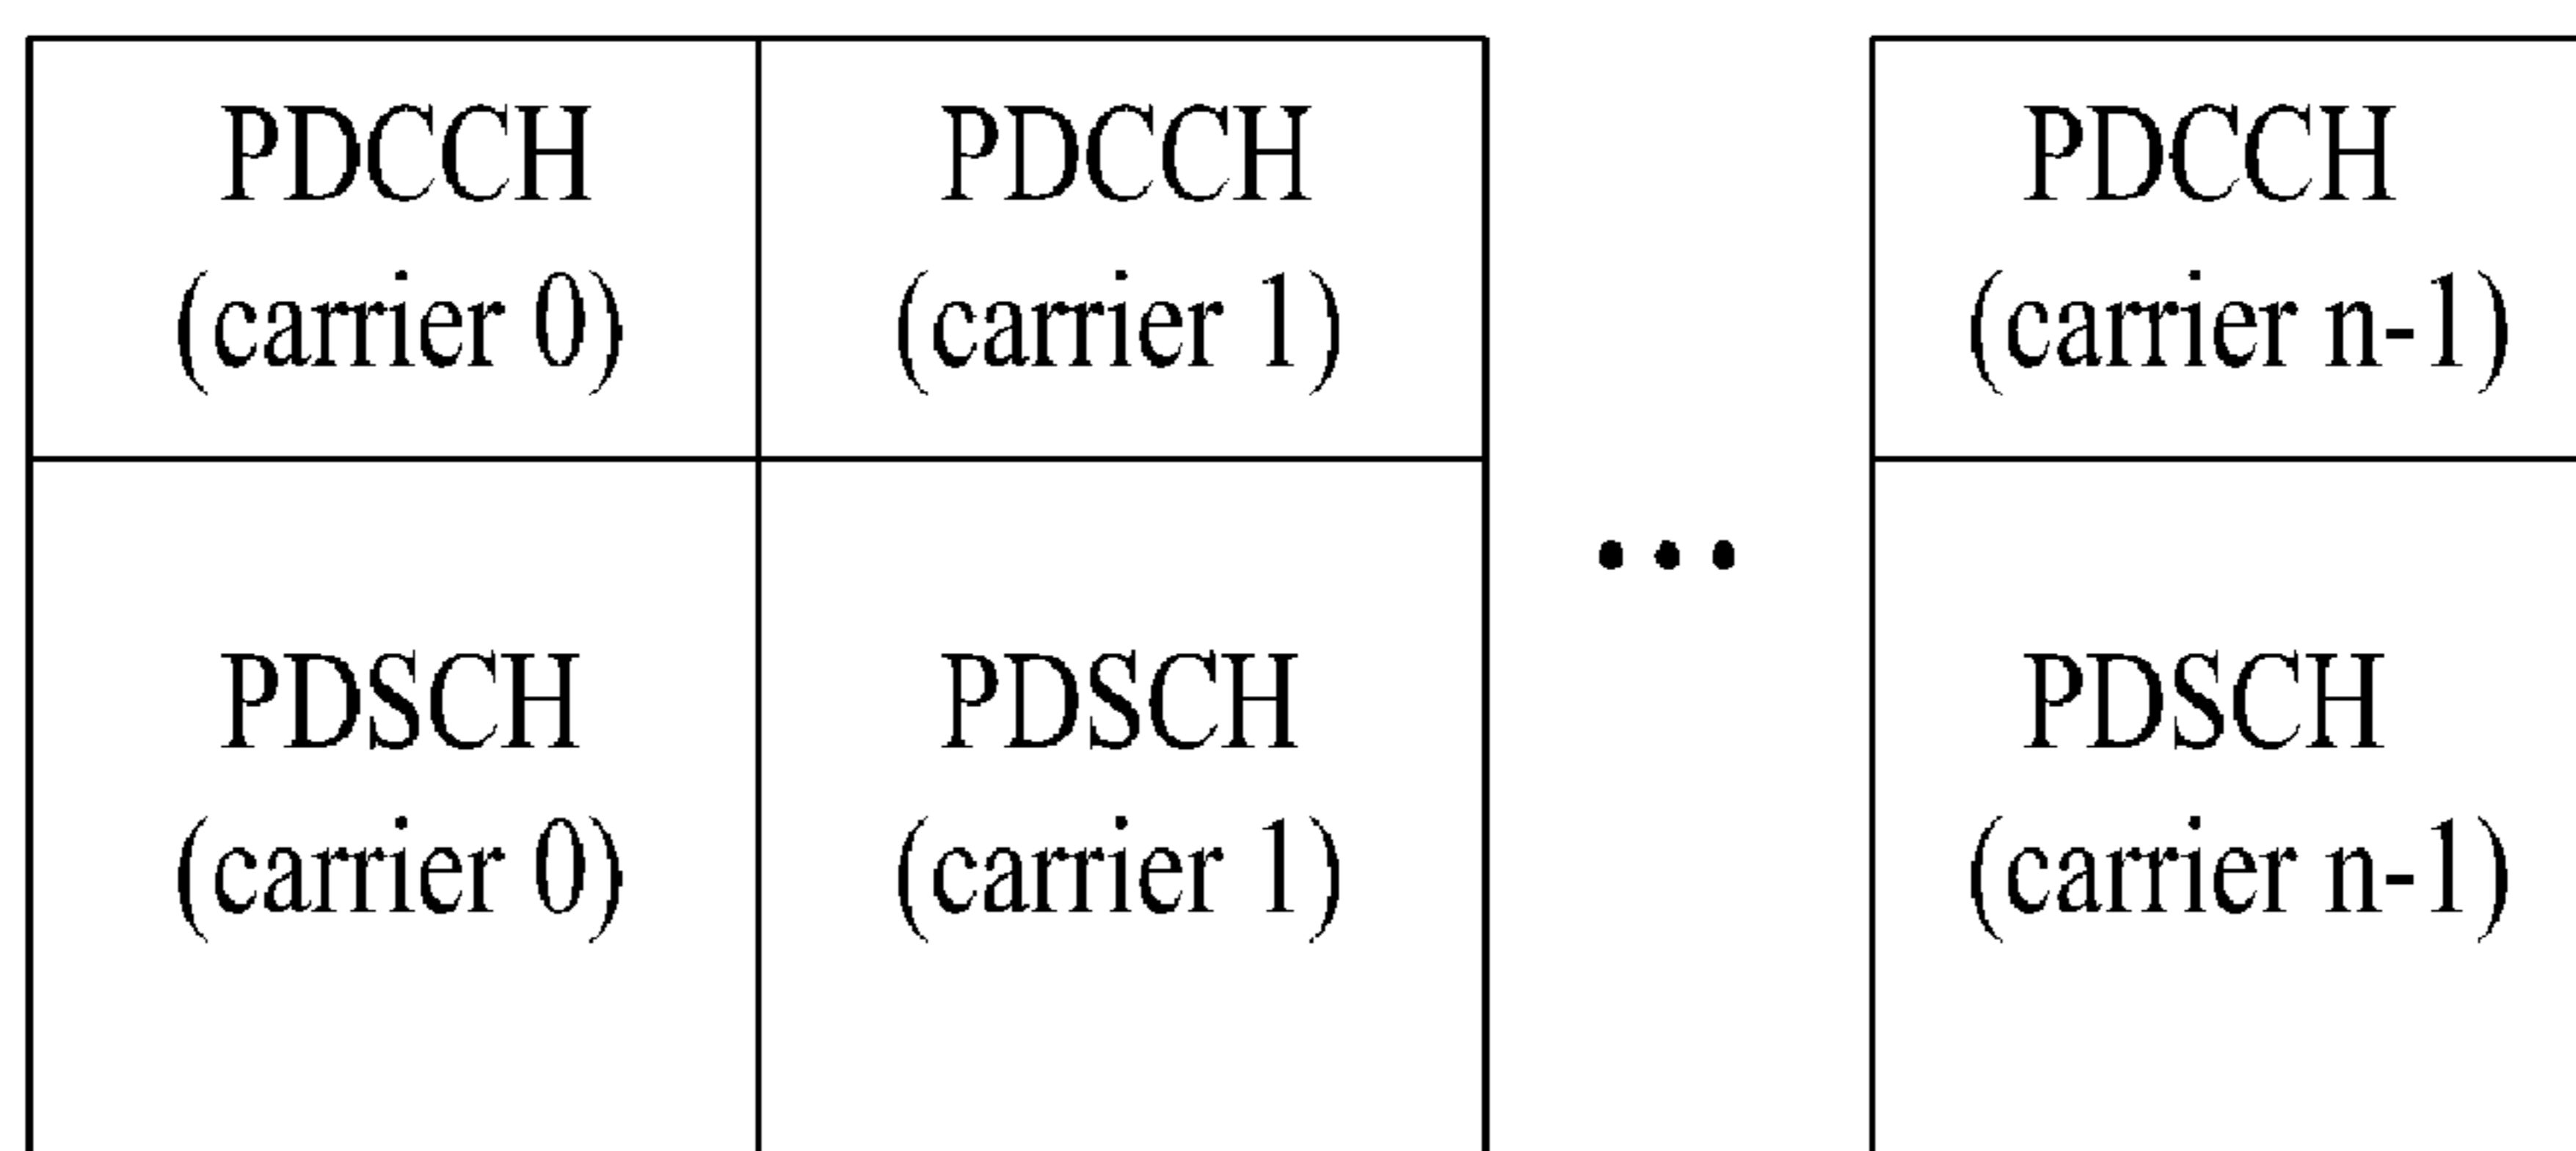 PDCCH
(carrier 0)
PDCCH
(carrier 1)
PDCCH
(carrier n-1)
...
PDSCH
(carrier 0)
PDSCH
(carrier 1)
PDSCH
(carrier n-1)